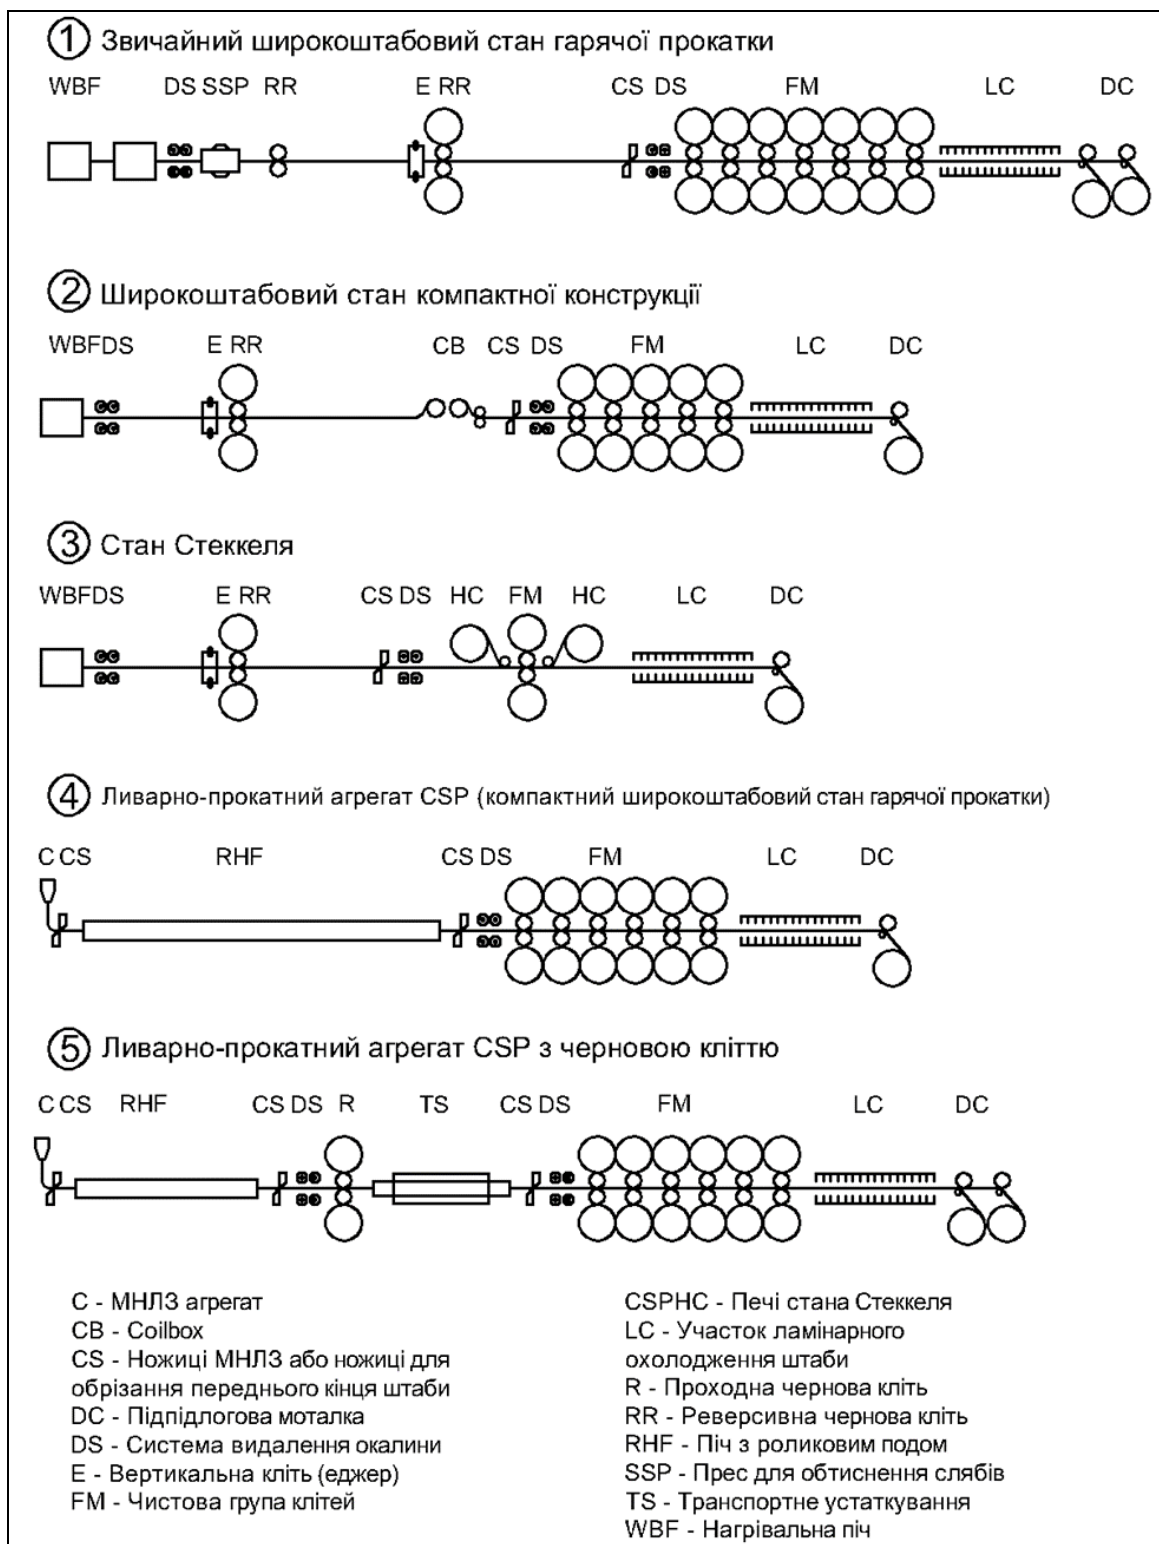 1 Звичайний широкоштабовий стан гарячої прокатки
WBF DS SSP RR E RR CS DS FM LC DC
2 Широкоштабовий стан компактної конструкції
WBFDS E RR CB CS DS FM LC DC
3 Стан Стеккеля
WBFDS E RR CS DS HC FM HC LC DC
4 Ливарно-прокатний агрегат CSP (компактний широкоштабовий стан гарячої прокатки)
C CS RHF CS DS FM LC DC
5 Ливарно-прокатний агрегат CSP з черновою кліттю
C CS RHF CS DS R TS CS DS FM LC DC
C - МНЛЗ агрегат
CB - Coilbox
CS - Ножиці МНЛЗ або ножиці для
обрізання переднього кінця штаби
DC - Підпідлогова моталка
DS - Система видалення окалини
E - Вертикальна кліть (еджер)
FM - Чистова група клітей
CSPHC - Печі стана Стеккеля
LC - Участок ламінарного
охолодження штаби
R - Проходна чернова кліть
RR - Реверсивна чернова кліть
RHF - Піч з роликовим подом
SSP - Прес для обтиснення слябів
TS - Транспортне устаткування
WBF - Нагрівальна піч